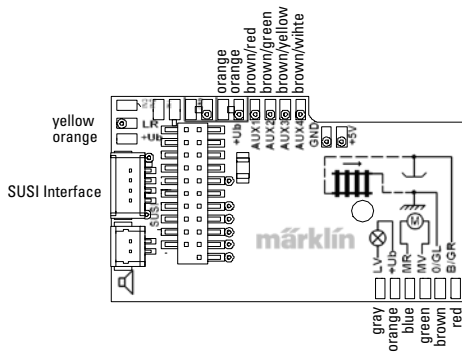 orange
orange
brown/red
brown/green
brown/yellow
brown/wihte
yellow
orange
LR
+Ub
+Ub
AUX1
AUX2
AUX3
AUX4
GND
+5V
SUSI Interface
SUSI
märklin
M
LV
+Ub
MR
MV
0/GL
B/GR
gray
orange
blue
green
brown
red